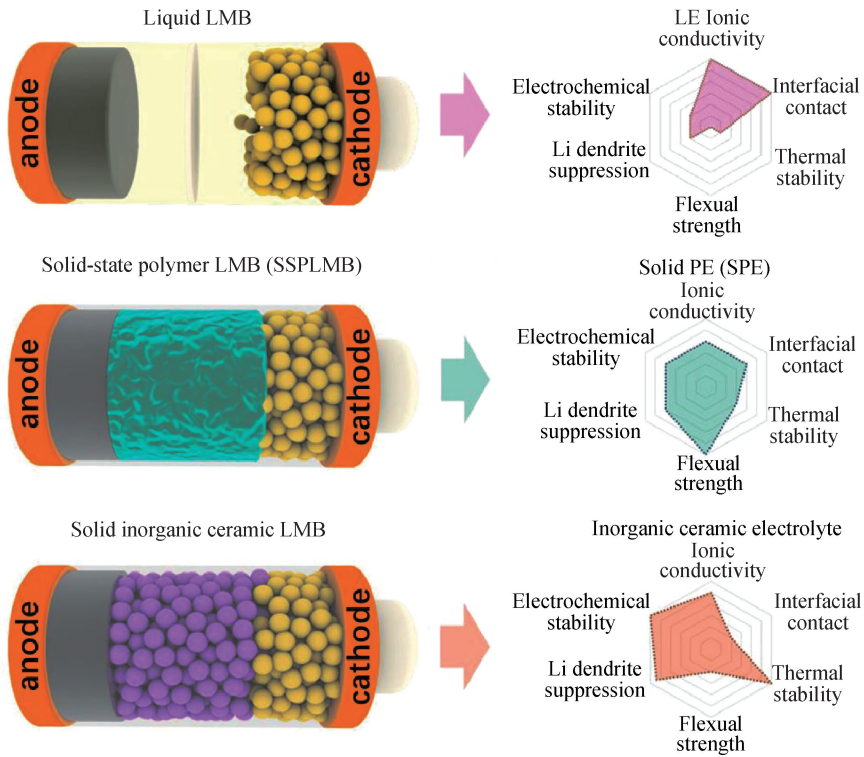 Liquid LMB
anode
cathode
LE Ionic
conductivity
Electrochemical
stability
Interfacial
contact
Li dendrite
suppression
Thermal
stability
Flexual
strength
Solid-state polymer LMB (SSPLMB)
anode
cathode
Solid PE (SPE)
Ionic
conductivity
Electrochemical
stability
Interfacial
contact
Li dendrite
suppression
Thermal
stability
Flexual
strength
Solid inorganic ceramic LMB
anode
cathode
Inorganic ceramic electrolyte
Ionic
conductivity
Electrochemical
stability
Interfacial
contact
Li dendrite
suppression
Thermal
stability
Flexual
strength